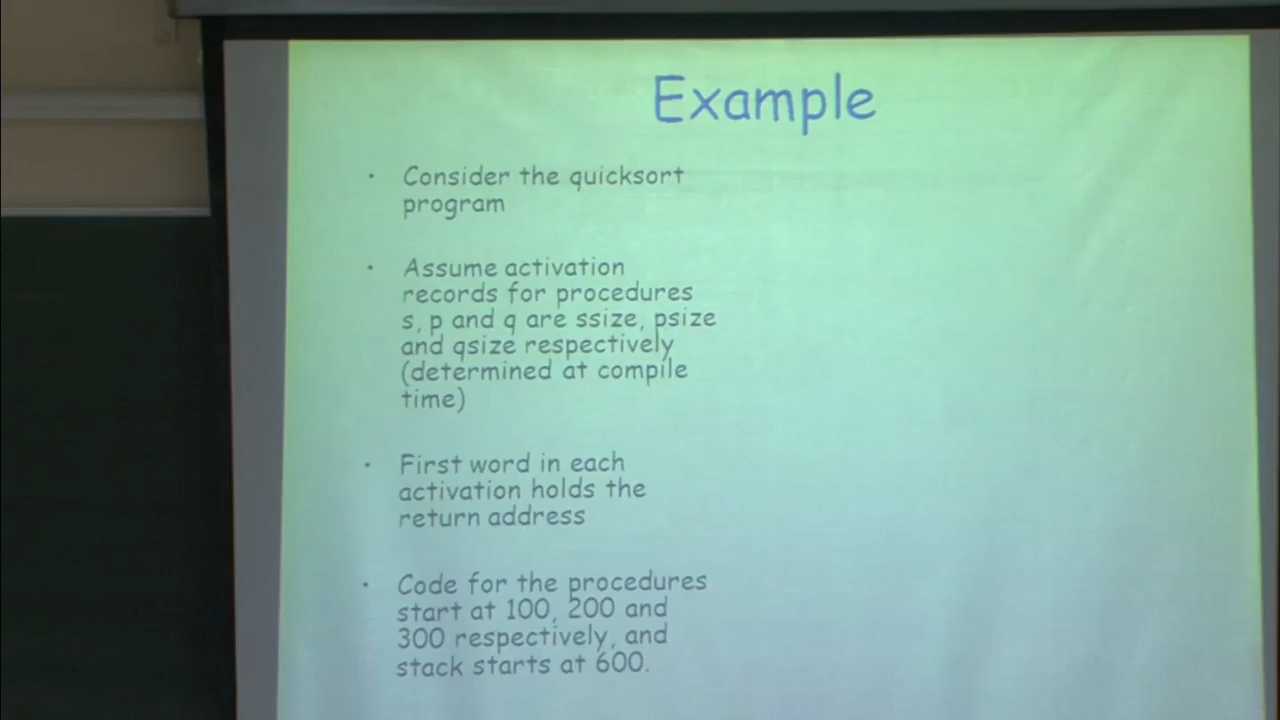 Example
• Consider the quicksort
program
• Assume activation
records for procedures
s, p and q are ssize, psize
and qsize respectively
(determined at compile
time)
• First word in each
activation holds the
return address
• Code for the procedures
start at 100, 200 and
300 respectively, and
stack starts at 600.